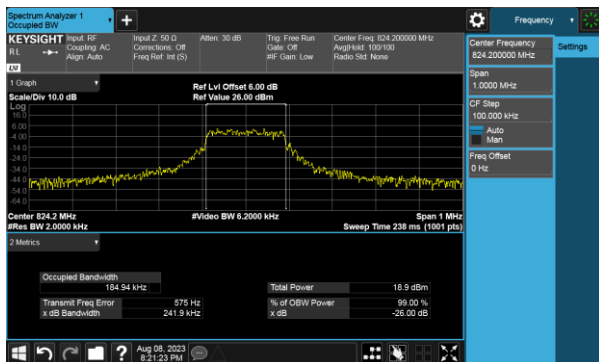 Spectrum Analyzer 1
Occupied BW
+
Frequency
KEYSIGHT
RL
Input: RF
Coupling: AC
Align: Auto
Input Z: 50 Ω
Corrections: Off
Freq Ref: Int (S)
Atten: 30 dB
Trig: Free Run
Gate: Off
#IF Gain: Low
Center Freq: 824.200000 MHz
Avg|Hold: 100/100
Radio Std: None
LXI
1 Graph
Scale/Div 10.0 dB
Ref Lvl Offset 6.00 dB
Ref Value 26.00 dBm
Log
16.0
6.00
-4.00
-14.0
-24.0
-34.0
-44.0
-54.0
-64.0
Center 824.2 MHz
#Res BW 2.0000 kHz
#Video BW 6.2000 kHz
Span 1 MHz
Sweep Time 238 ms (1001 pts)
2 Metrics
Occupied Bandwidth
184.94 kHz
Total Power 18.9 dBm
Transmit Freq Error 575 Hz
% of OBW Power 99.00 %
x dB Bandwidth 241.9 kHz
x dB -26.00 dB
Center Frequency
824.200000 MHz
Settings
Span
1.0000 MHz
CF Step
100.000 kHz
Auto
Man
Freq Offset
0 Hz
?
Aug 08, 2023
8:21:23 PM